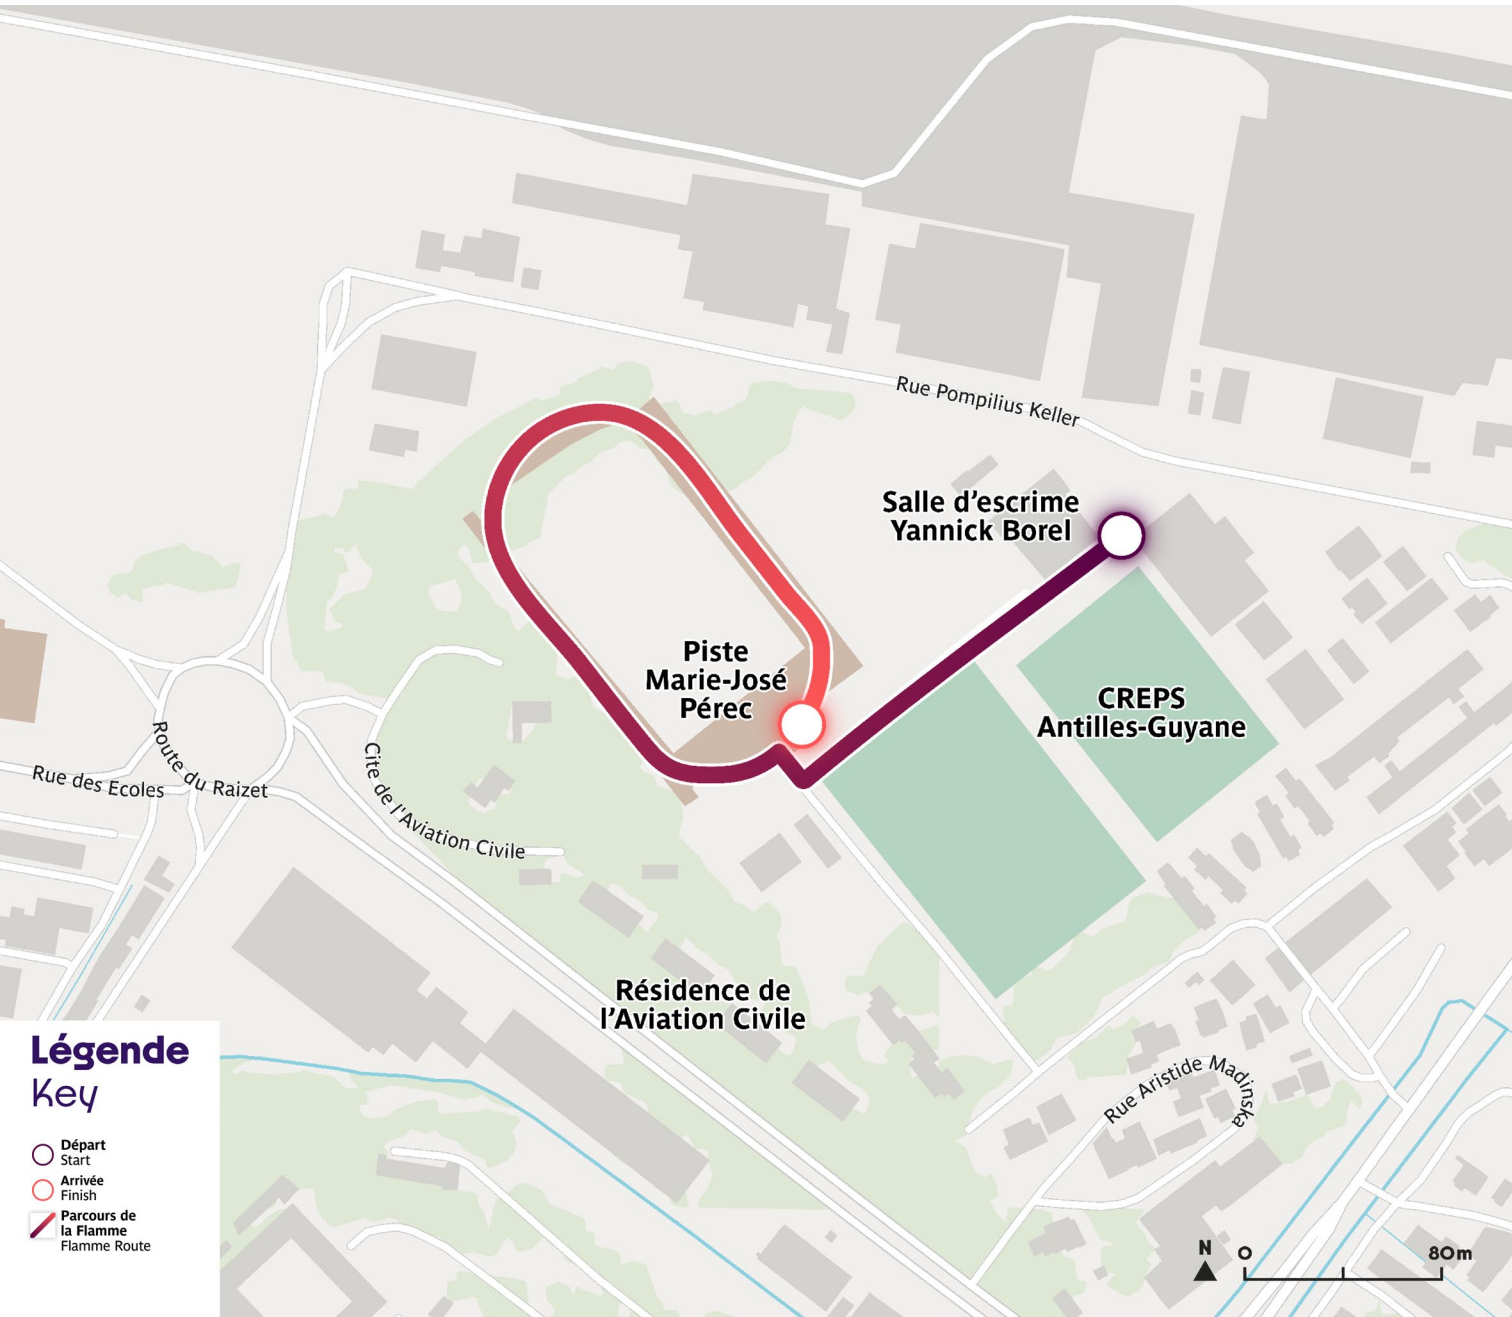 Rue Pompilius Keller
Salle d'escrime
Yannick Borel
Piste
Marie-José
Pérec
CREPS
Antilles-Guyane
Route du Raizet
Rue des Ecoles
Cite de l'Aviation Civile
Résidence de
l'Aviation Civile
Rue Aristide Madinska
Légende
Key
Départ
Start
Arrivée
Finish
Parcours de
la Flamme
Flamme Route
N
0 80m